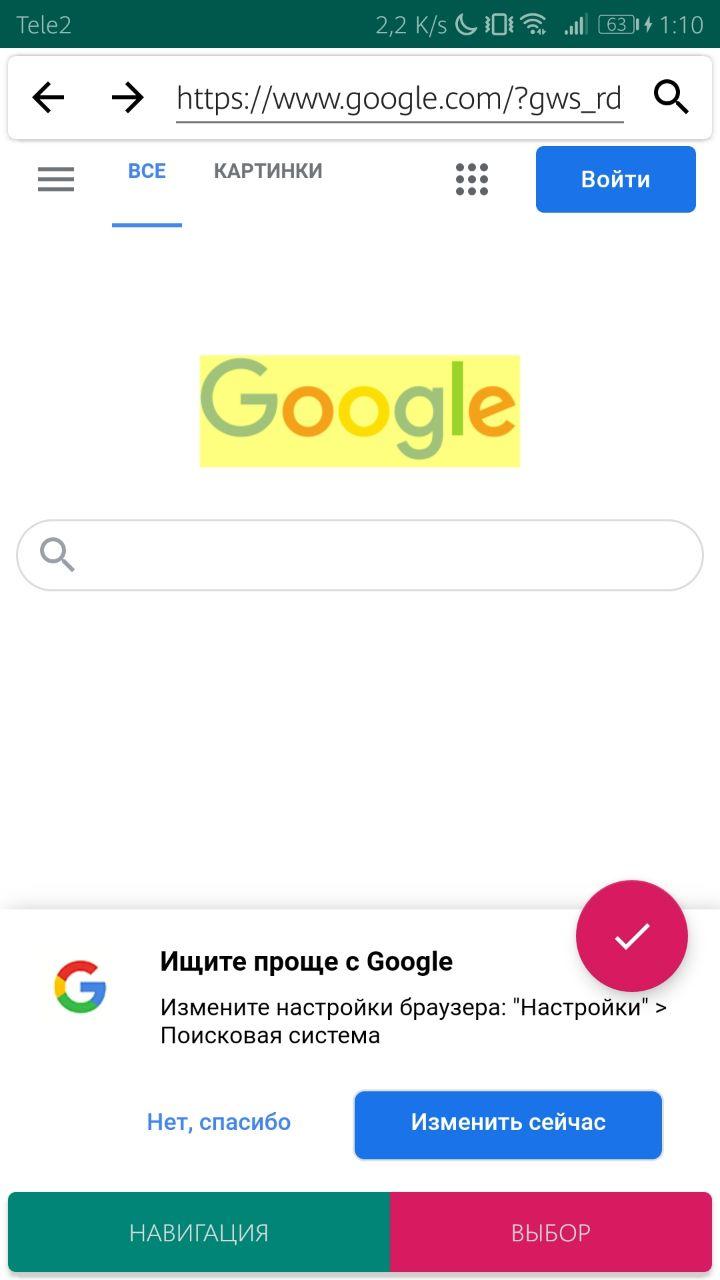 Tele2 2,2 K/s 63 1:10
https://www.google.com/?gws_rd
ВСЕ КАРТИНКИ Войти
Google
Ищите проще с Google
Измените настройки браузера: "Настройки" >
Поисковая система
Нет, спасибо Изменить сейчас
НАВИГАЦИЯ ВЫБОР